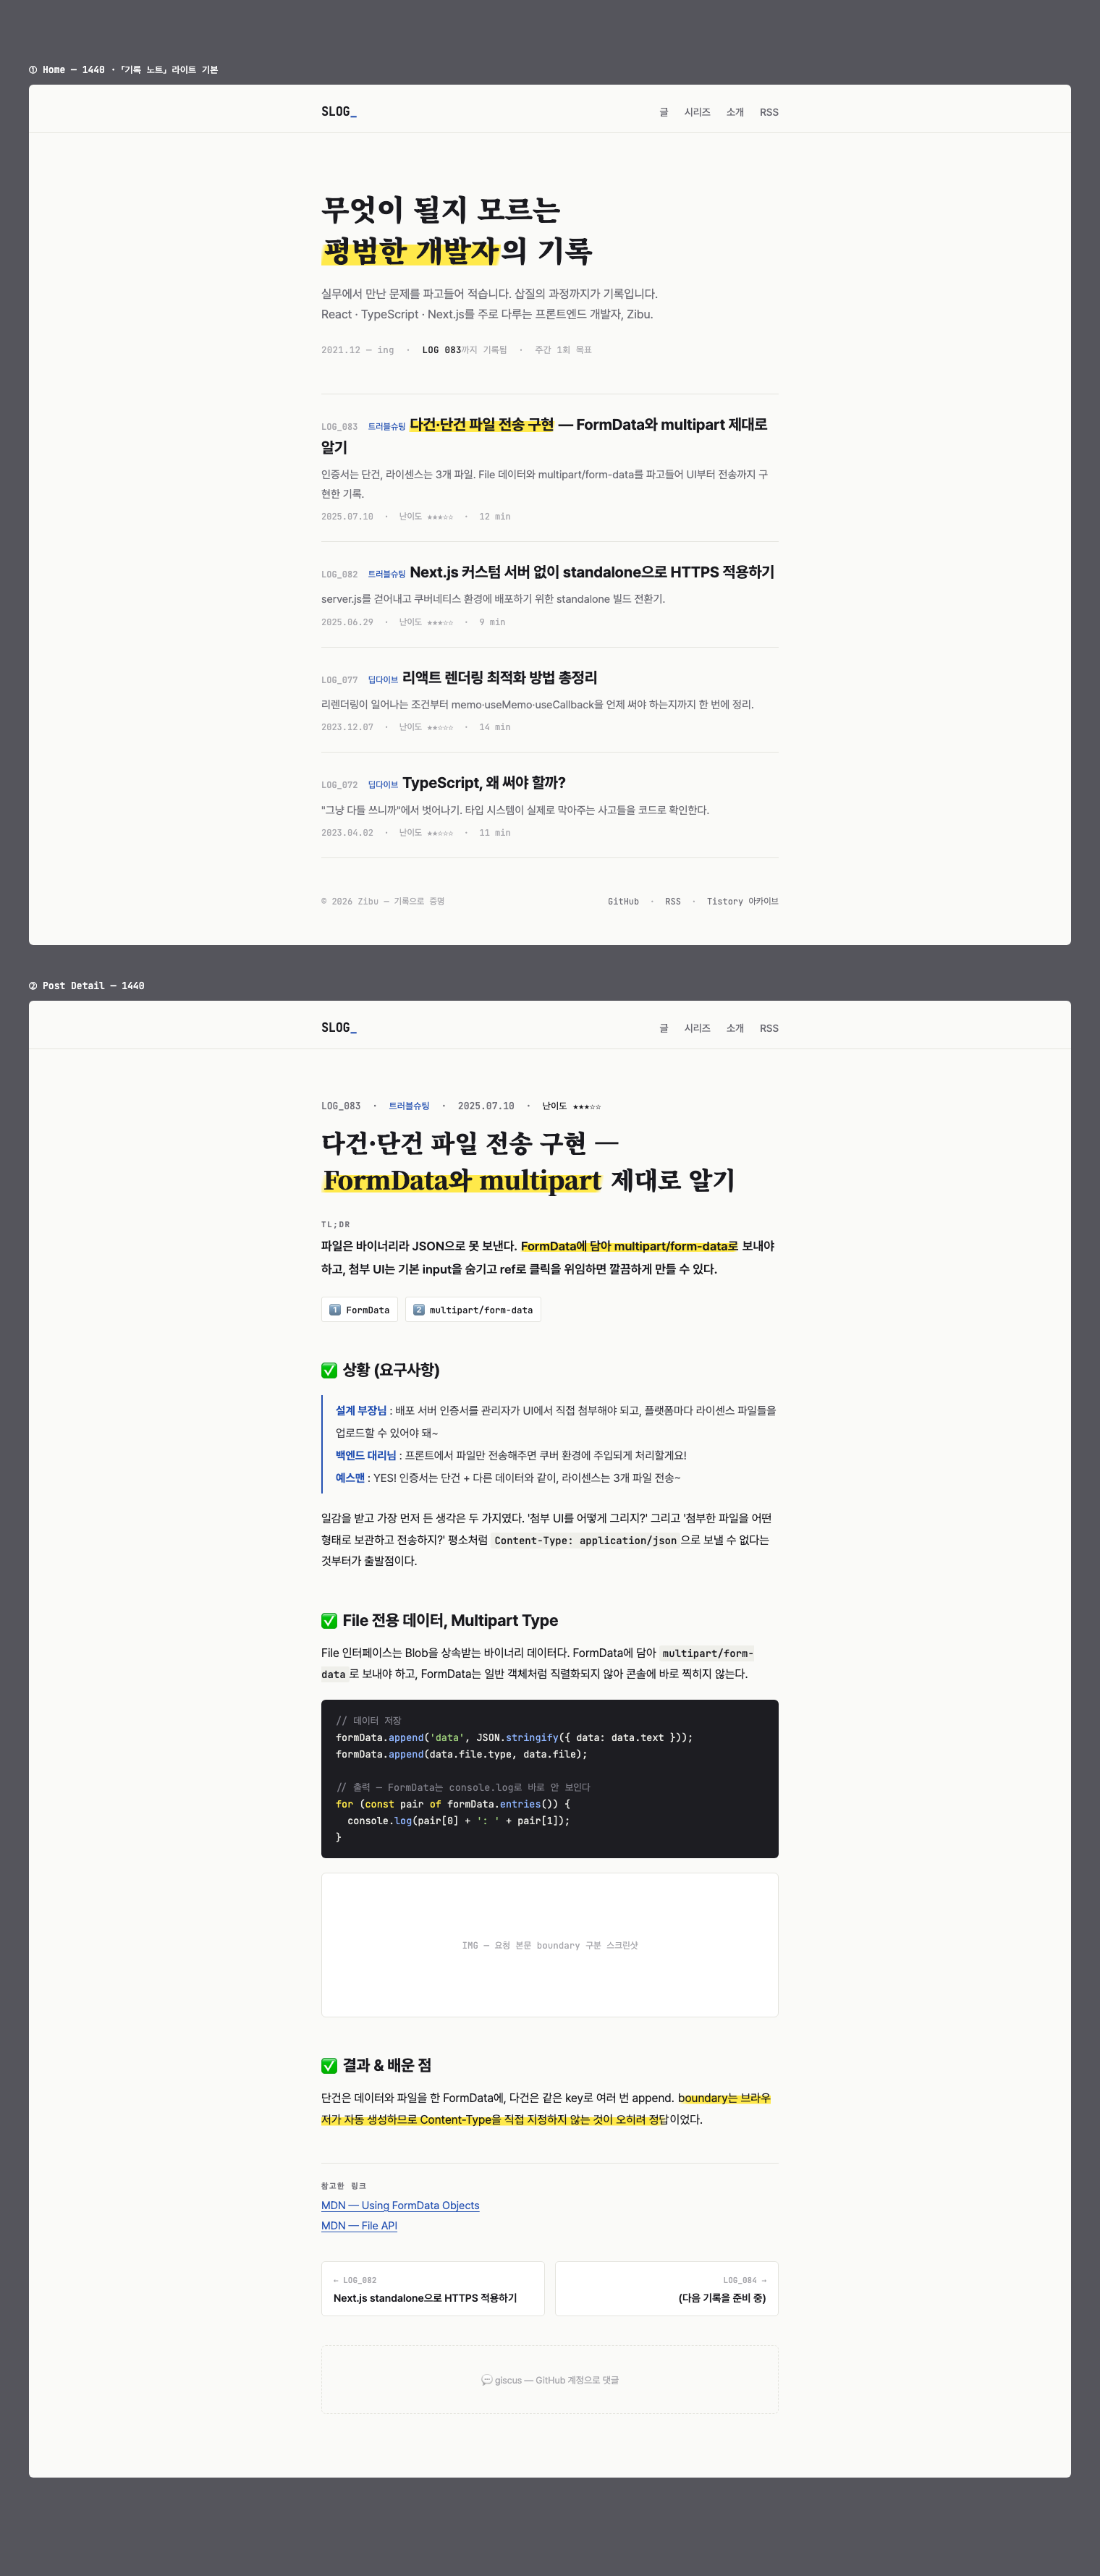 ① Home — 1440 · 「기록 노트」 라이트 기본
SLOG_
글 시리즈 소개 RSS
무엇이 될지 모르는
평범한 개발자의 기록
실무에서 만난 문제를 파고들어 적습니다. 삽질의 과정까지가 기록입니다.
React · TypeScript · Next.js를 주로 다루는 프론트엔드 개발자, Zibu.
2021.12 — ing · LOG 083까지 기록됨 · 주간 1회 목표
LOG_083 트러블슈팅 다건·단건 파일 전송 구현 — FormData와 multipart 제대로
알기
인증서는 단건, 라이센스는 3개 파일. File 데이터와 multipart/form-data를 파고들어 UI부터 전송까지 구
현한 기록.
2025.07.10 · 난이도 ★★★☆☆ · 12 min
LOG_082 트러블슈팅 Next.js 커스텀 서버 없이 standalone으로 HTTPS 적용하기
server.js를 걷어내고 쿠버네티스 환경에 배포하기 위한 standalone 빌드 전환기.
2025.06.29 · 난이도 ★★★☆☆ · 9 min
LOG_077 딥다이브 리액트 렌더링 최적화 방법 총정리
리렌더링이 일어나는 조건부터 memo·useMemo·useCallback을 언제 써야 하는지까지 한 번에 정리.
2023.12.07 · 난이도 ★★☆☆☆ · 14 min
LOG_072 딥다이브 TypeScript, 왜 써야 할까?
"그냥 다들 쓰니까"에서 벗어나기. 타입 시스템이 실제로 막아주는 사고들을 코드로 확인한다.
2023.04.02 · 난이도 ★★☆☆☆ · 11 min
© 2026 Zibu — 기록으로 증명
GitHub · RSS · Tistory 아카이브
② Post Detail — 1440
SLOG_
글 시리즈 소개 RSS
LOG_083 · 트러블슈팅 · 2025.07.10 · 난이도 ★★★☆☆
다건·단건 파일 전송 구현 —
FormData와 multipart 제대로 알기
TL;DR
파일은 바이너리라 JSON으로 못 보낸다. FormData에 담아 multipart/form-data로 보내야
하고, 첨부 UI는 기본 input을 숨기고 ref로 클릭을 위임하면 깔끔하게 만들 수 있다.
1️⃣ FormData 2️⃣ multipart/form-data
✅ 상황 (요구사항)
설계 부장님 : 배포 서버 인증서를 관리자가 UI에서 직접 첨부해야 되고, 플랫폼마다 라이센스 파일들을
업로드할 수 있어야 돼~
백엔드 대리님 : 프론트에서 파일만 전송해주면 쿠버 환경에 주입되게 처리할게요!
예스맨 : YES! 인증서는 단건 + 다른 데이터와 같이, 라이센스는 3개 파일 전송~
일감을 받고 가장 먼저 든 생각은 두 가지였다. '첨부 UI를 어떻게 그리지?' 그리고 '첨부한 파일을 어떤
형태로 보관하고 전송하지?' 평소처럼 Content-Type: application/json으로 보낼 수 없다는
것부터가 출발점이다.
✅ File 전용 데이터, Multipart Type
File 인터페이스는 Blob을 상속받는 바이너리 데이터다. FormData에 담아 multipart/form-
data로 보내야 하고, FormData는 일반 객체처럼 직렬화되지 않아 콘솔에 바로 찍히지 않는다.
// 데이터 저장
formData.append('data', JSON.stringify({ data: data.text }));
formData.append(data.file.type, data.file);
// 출력 — FormData는 console.log로 바로 안 보인다
for (const pair of formData.entries()) {
console.log(pair[0] + ': ' + pair[1]);
}
IMG — 요청 본문 boundary 구분 스크린샷
✅ 결과 & 배운 점
단건은 데이터와 파일을 한 FormData에, 다건은 같은 key로 여러 번 append. boundary는 브라우
저가 자동 생성하므로 Content-Type을 직접 지정하지 않는 것이 오히려 정답이었다.
참고한 링크
MDN — Using FormData Objects
MDN — File API
← LOG_082
Next.js standalone으로 HTTPS 적용하기
LOG_084 →
(다음 기록을 준비 중)
💬 giscus — GitHub 계정으로 댓글